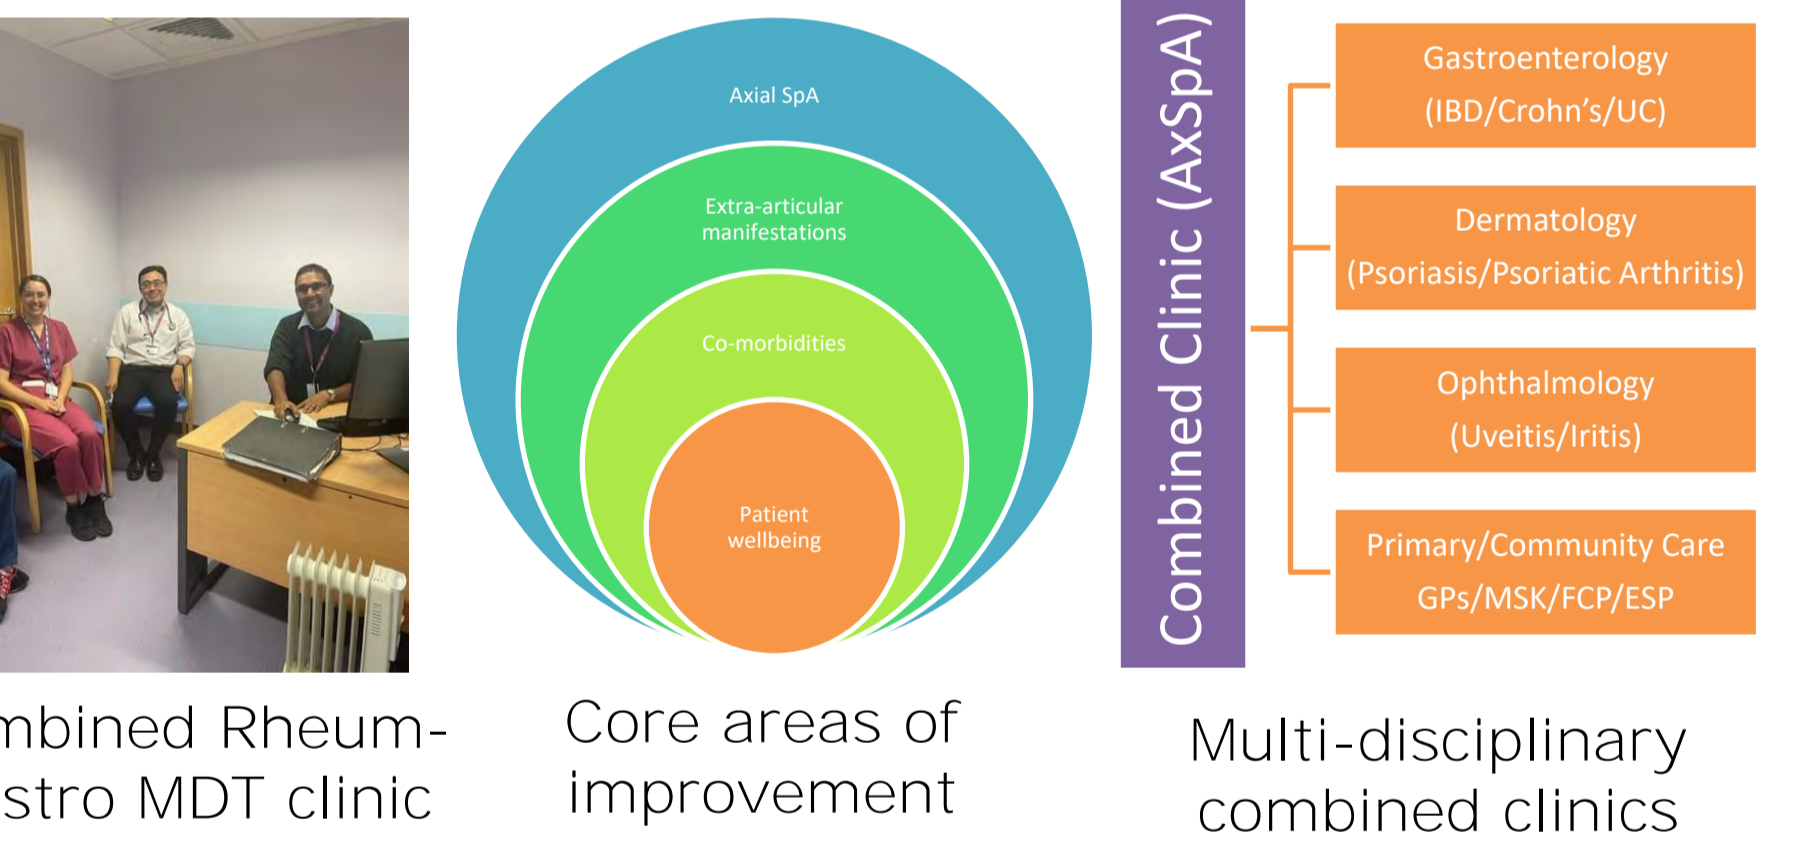 Axial SpA
Extra-articular
manifestations
Co-morbidities
Patient
wellbeing
Combined Clinic (AxSpA)
Gastroenterology
(IBD/Crohn's/UC)
Dermatology
(Psoriasis/Psoriatic Arthritis)
Ophthalmology
(Uveitis/Iritis)
Primary/Community Care
GPs/MSK/FCP/ESP
mbined Rheum-
stro MDT clinic
Core areas of
improvement
Multi-disciplinary
combined clinics